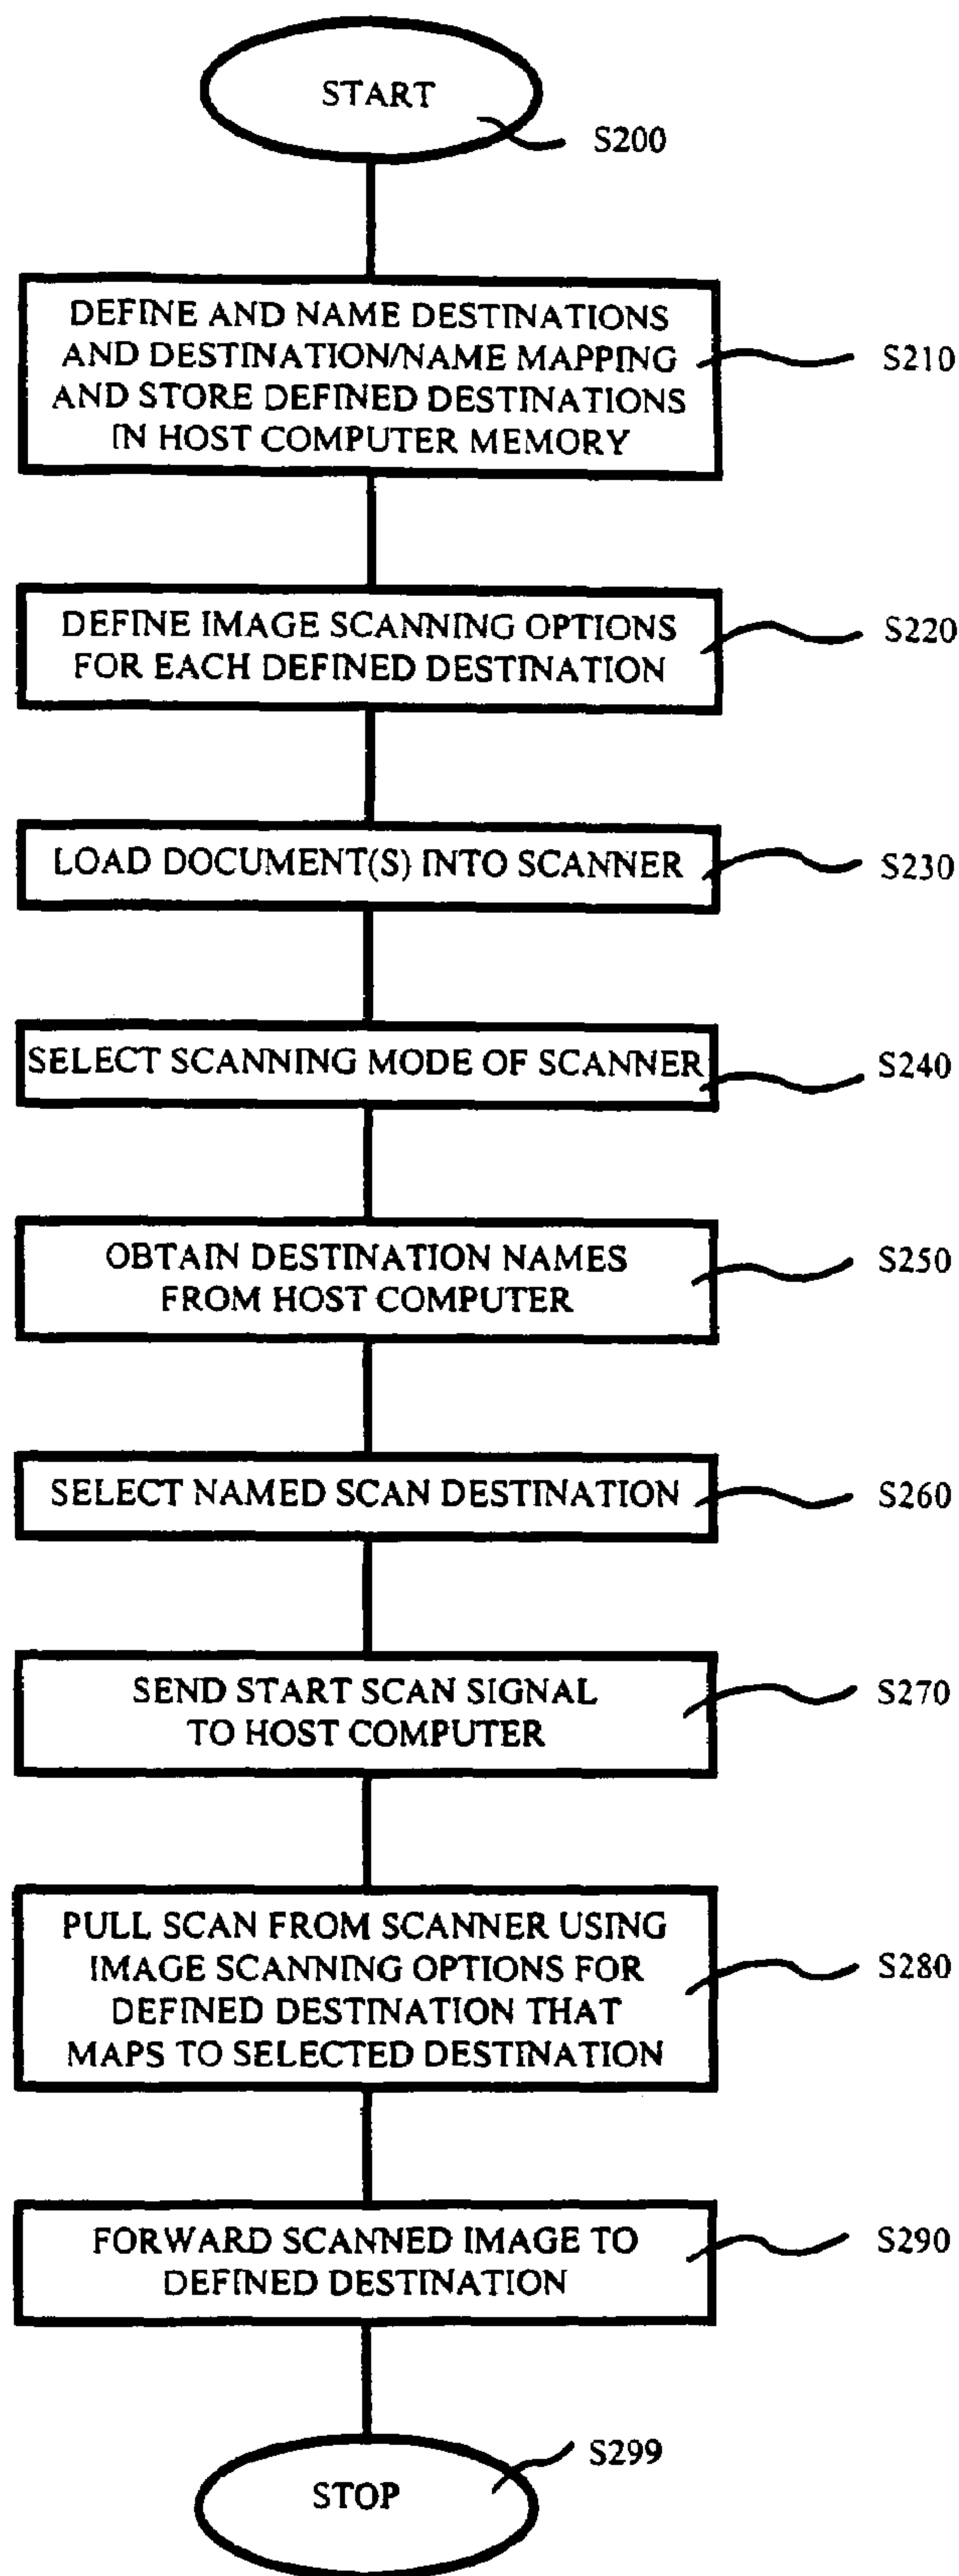 START
S200
DEFINE AND NAME DESTINATIONS
AND DESTINATION/NAME MAPPING
AND STORE DEFINED DESTINATIONS
IN HOST COMPUTER MEMORY
S210
DEFINE IMAGE SCANNING OPTIONS
FOR EACH DEFINED DESTINATION
S220
LOAD DOCUMENT(S) INTO SCANNER
S230
SELECT SCANNING MODE OF SCANNER
S240
OBTAIN DESTINATION NAMES
FROM HOST COMPUTER
S250
SELECT NAMED SCAN DESTINATION
S260
SEND START SCAN SIGNAL
TO HOST COMPUTER
S270
PULL SCAN FROM SCANNER USING
IMAGE SCANNING OPTIONS FOR
DEFINED DESTINATION THAT
MAPS TO SELECTED DESTINATION
S280
FORWARD SCANNED IMAGE TO
DEFINED DESTINATION
S290
STOP
S299